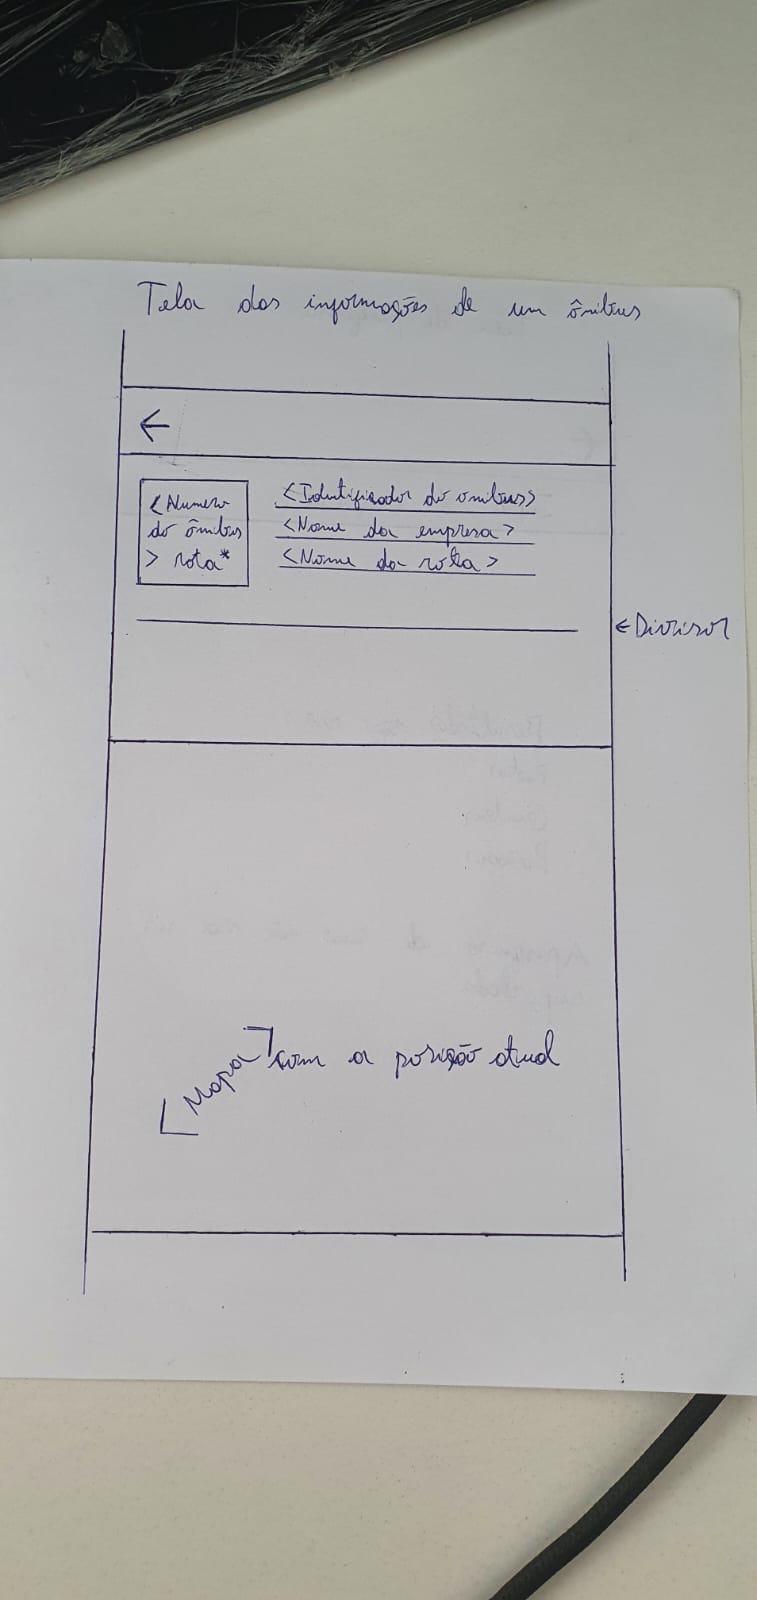 Tela das informações de um ônibus
←
<Numero
do ônibus
> rota*
<Identificador do onibus>
<Nome da empresa>
<Nome da rota>
← Divisor
[Mapa] com a posição atual